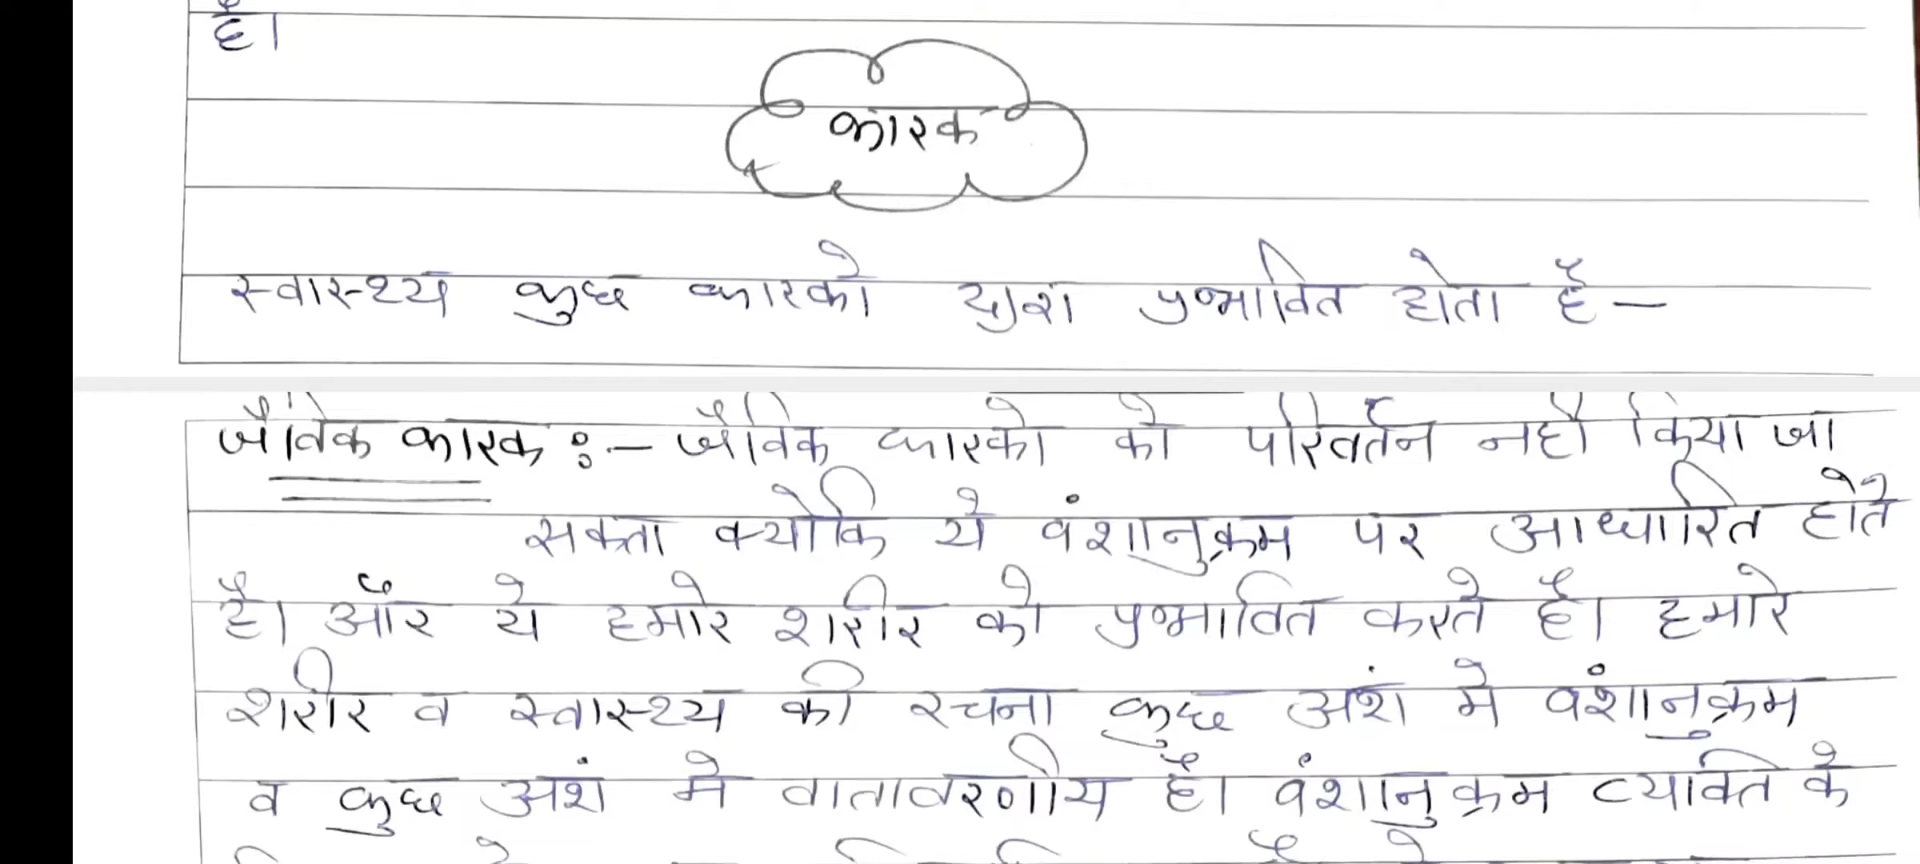 है।
कारक
स्वास्थ्य कुछ कारको द्वारा प्रभावित होता है —
जैविक कारक :- जैविक कारको को परिवर्तन नही किया जा
सकता क्योकि ये वंशानुक्रम पर आधारित होते
है। और ये हमारे शरीर को प्रभावित करते है। हमारे
शरीर व स्वास्थ्य की रचना कुछ अंश मे वंशानुक्रम
व कुछ अंश मे वातावरणीय है। वंशानुक्रम व्यक्ति के